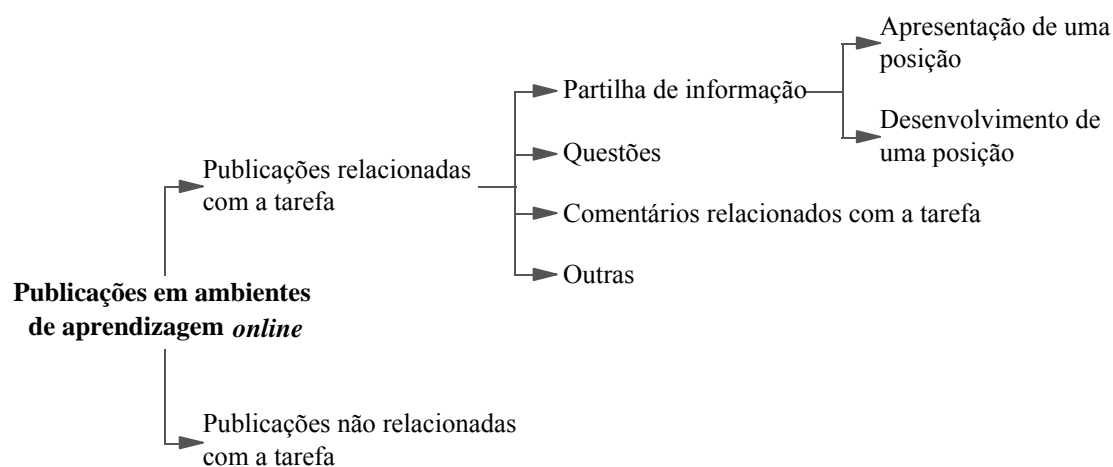 Apresentação de uma
posição
Partilha de informação
Desenvolvimento de
uma posição
Questões
Publicações relacionadas
com a tarefa
Comentários relacionados com a tarefa
Outras
Publicações em ambientes
de aprendizagem online
Publicações não relacionadas
com a tarefa